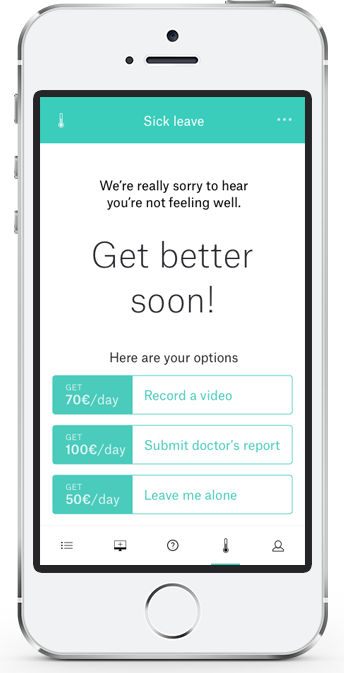 Sick leave
We're really sorry to hear
you're not feeling well.
Get better
soon!
Here are your options
GET
70€/day
Record a video
GET
100€/day
Submit doctor's report
GET
50€/day
Leave me alone